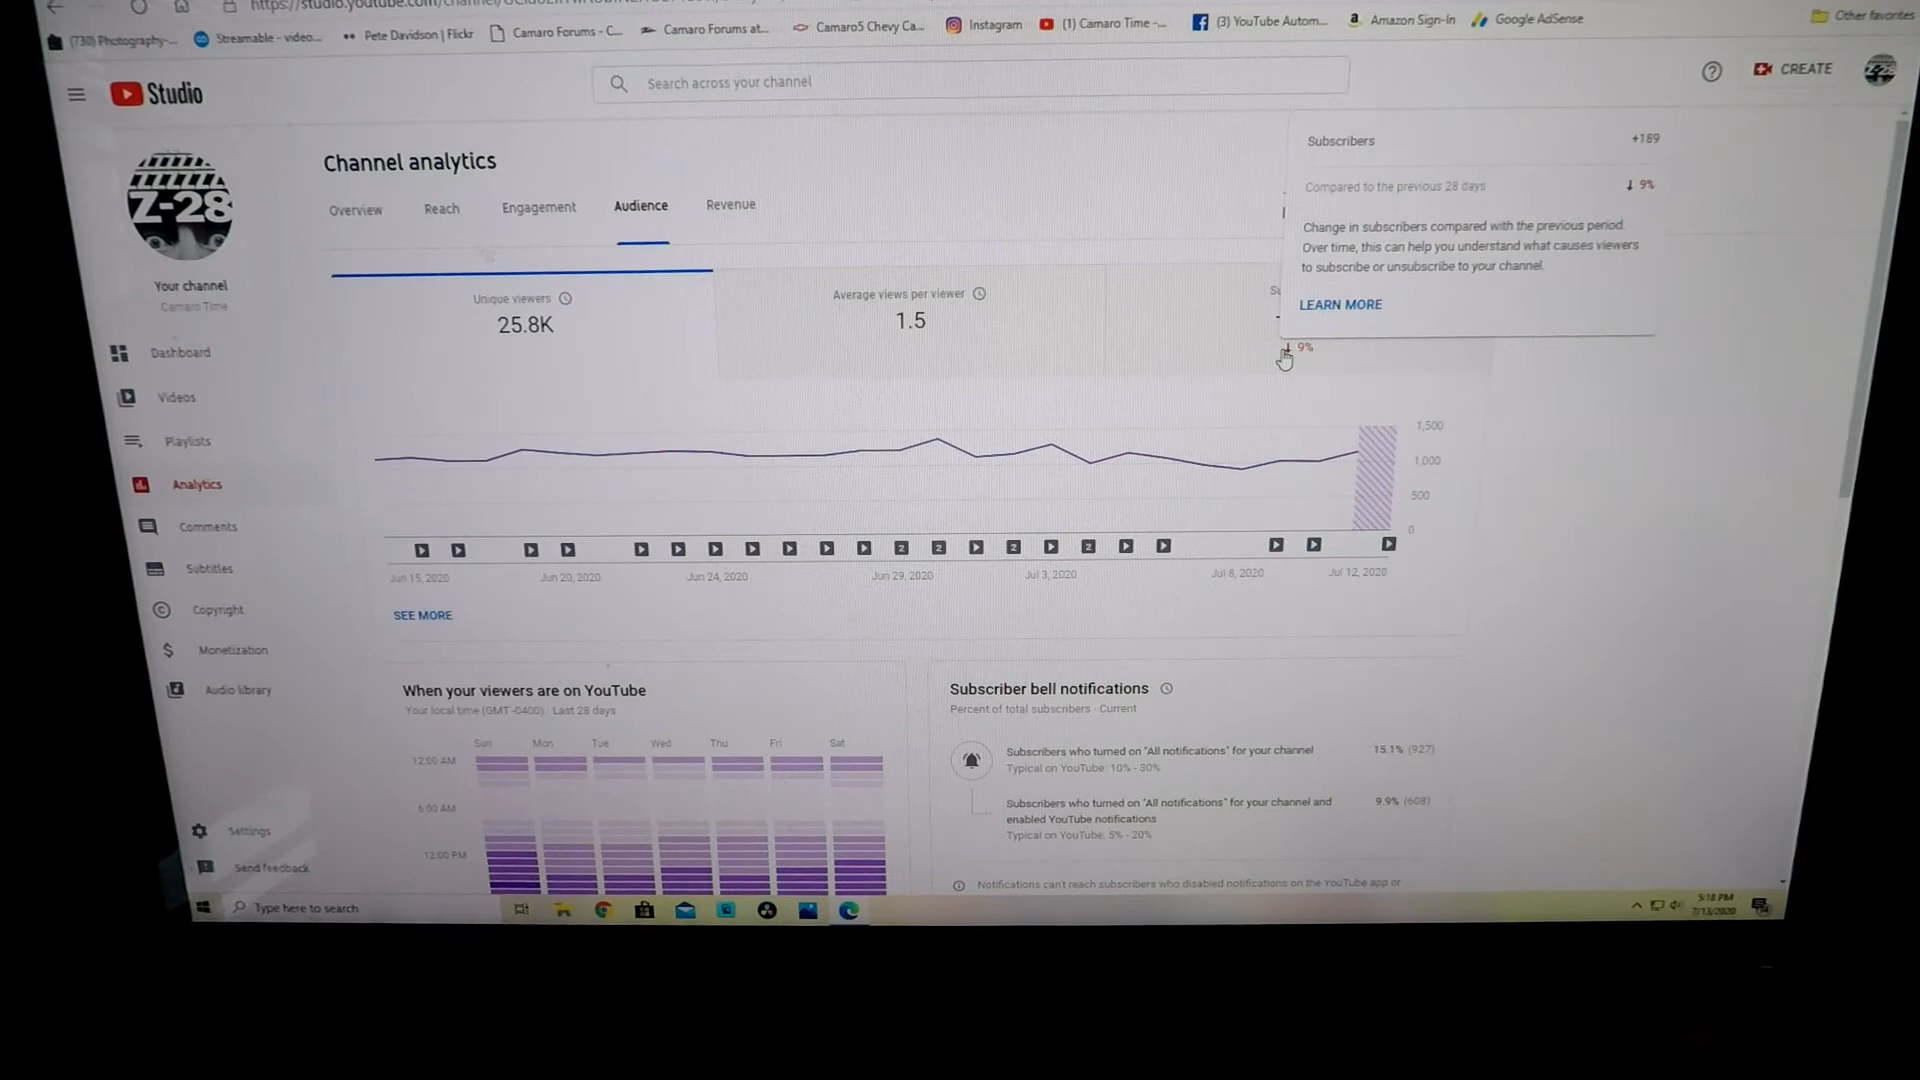 (730) Photography-...
Streamable - video...
Pete Davidson | Flickr
Camaro Forums - C...
Camaro Forums at...
Camaro5 Chevy Ca...
Instagram
(1) Camaro Time -...
(3) YouTube Autom...
Amazon Sign-In
Google AdSense
Other favorites
Studio
Search across your channel
CREATE
Z-28
Your channel
Camaro Time
Dashboard
Videos
Playlists
Analytics
Comments
Subtitles
Copyright
Monetization
Audio library
Settings
Send feedback
Channel analytics
Overview
Reach
Engagement
Audience
Revenue
Subscribers
+189
Compared to the previous 28 days
9%
Change in subscribers compared with the previous period.
Over time, this can help you understand what causes viewers
to subscribe or unsubscribe to your channel.
LEARN MORE
Unique viewers
25.8K
Average views per viewer
1.5
9%
1,500
1,000
500
0
2
2
2
2
Jun 15, 2020
Jun 20, 2020
Jun 24, 2020
Jun 29, 2020
Jul 3, 2020
Jul 8, 2020
Jul 12, 2020
SEE MORE
When your viewers are on YouTube
Your local time (GMT -0400) · Last 28 days
Sun Mon Tue Wed Thu Fri Sat
12:00 AM
6:00 AM
12:00 PM
Subscriber bell notifications
Percent of total subscribers · Current
Subscribers who turned on "All notifications" for your channel
15.1% (927)
Typical on YouTube: 10% - 30%
Subscribers who turned on "All notifications" for your channel and
enabled YouTube notifications
9.9% (608)
Typical on YouTube: 5% - 20%
Notifications can't reach subscribers who disabled notifications on the YouTube app or
Type here to search
5:18 PM
7/13/2020